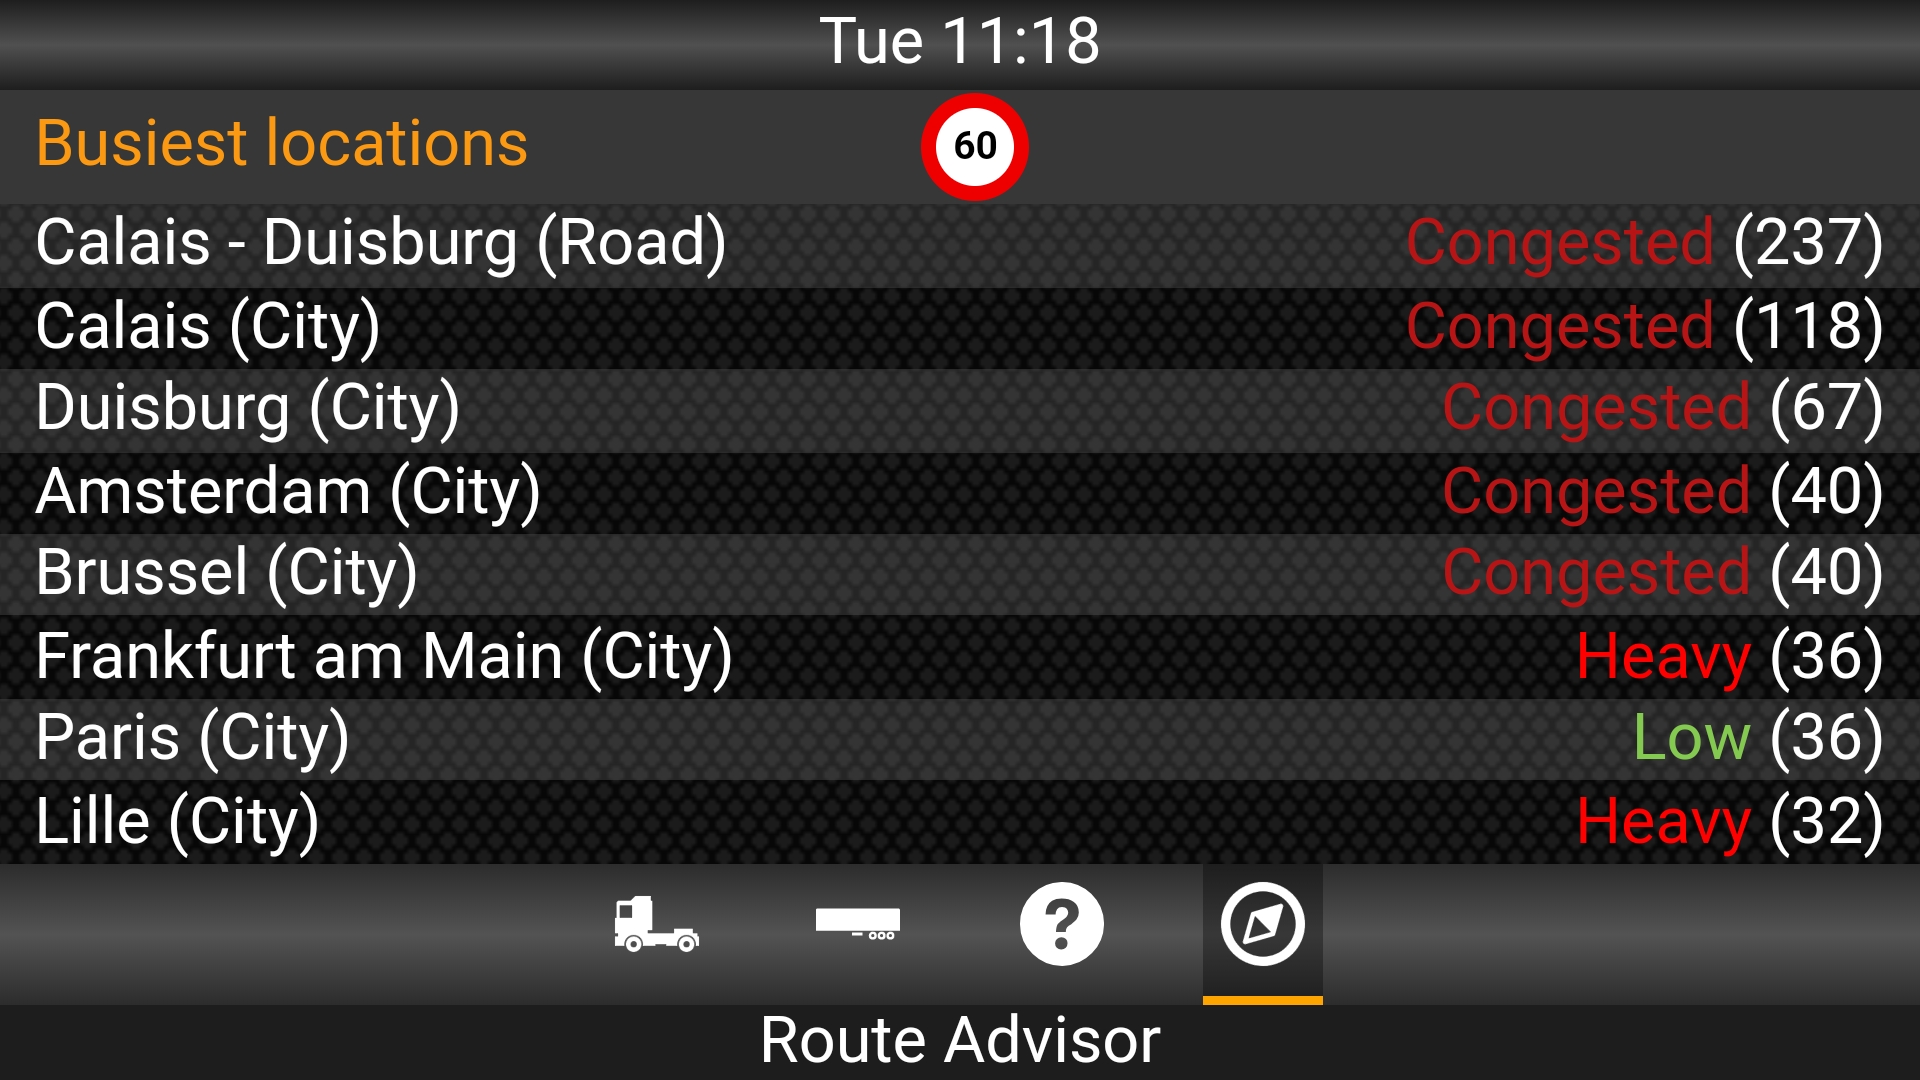 Tue 11:18
Busiest locations 60
Calais - Duisburg (Road) Congested (237)
Calais (City) Congested (118)
Duisburg (City) Congested (67)
Amsterdam (City) Congested (40)
Brussel (City) Congested (40)
Frankfurt am Main (City) Heavy (36)
Paris (City) Low (36)
Lille (City) Heavy (32)
?
Route Advisor